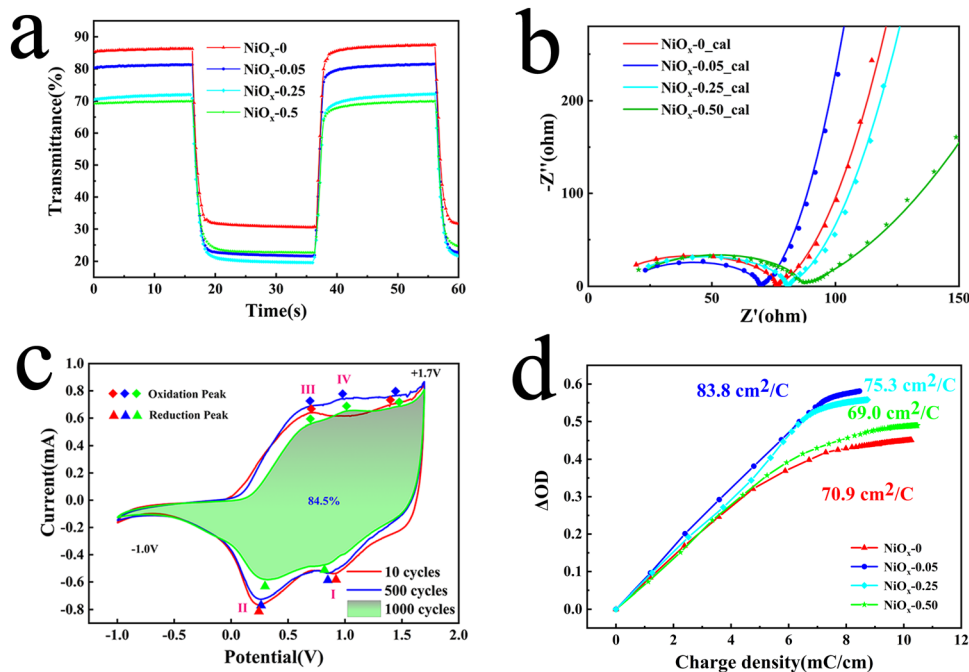 a
Transmittance(%)
90
80
70
60
50
40
30
20
NiOₓ-0
NiOₓ-0.05
NiOₓ-0.25
NiOₓ-0.5
0
10
20
30
40
50
60
Time(s)
b
-Z''(ohm)
200
100
0
NiOₓ-0_cal
NiOₓ-0.05_cal
NiOₓ-0.25_cal
NiOₓ-0.50_cal
0
50
100
150
Z'(ohm)
c
Current(mA)
1.0
0.8
0.6
0.4
0.2
0.0
-0.2
-0.4
-0.6
-0.8
Oxidation Peak
Reduction Peak
III
IV
+1.7V
84.5%
-1.0V
II
I
10 cycles
500 cycles
1000 cycles
-1.0
-0.5
0.0
0.5
1.0
1.5
2.0
Potential(V)
d
ΔOD
0.6
0.5
0.4
0.3
0.2
0.1
0.0
83.8 cm²/C
75.3 cm²/C
69.0 cm²/C
70.9 cm²/C
NiOₓ-0
NiOₓ-0.05
NiOₓ-0.25
NiOₓ-0.50
0
2
4
6
8
10
12
Charge density(mC/cm)